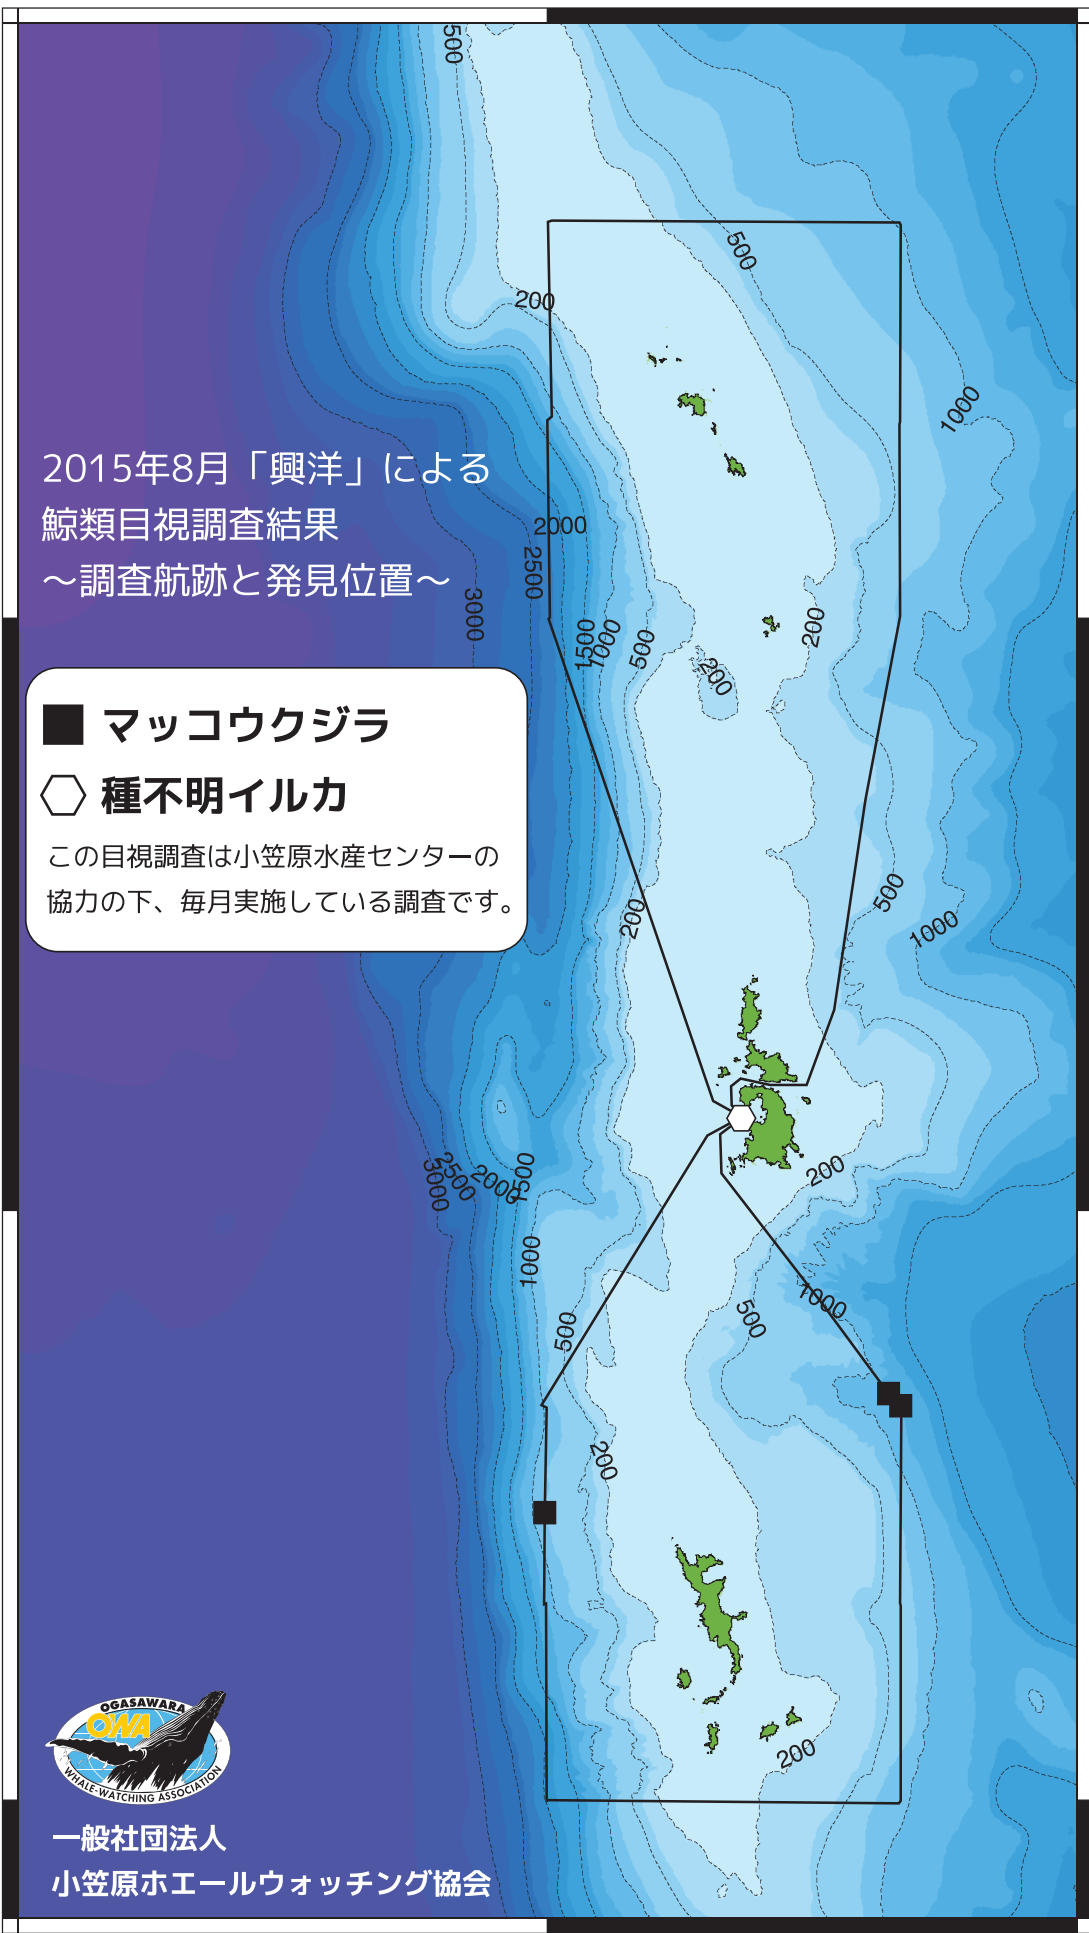 500
500
200
1000
2015年8月「興洋」による
鯨類目視調査結果
～調査航跡と発見位置～
2000
2500
3000
1500
1000
500
200
200
■ マッコウクジラ
種不明イルカ
この目視調査は小笠原水産センターの
協力の下、毎月実施している調査です。
200
500
1000
200
3000
2500
2000
1500
1000
500
500
1000
200
200
OGASAWARA
OWA
WHALE-WATCHING ASSOCIATION
一般社団法人
小笠原ホエールウォッチング協会